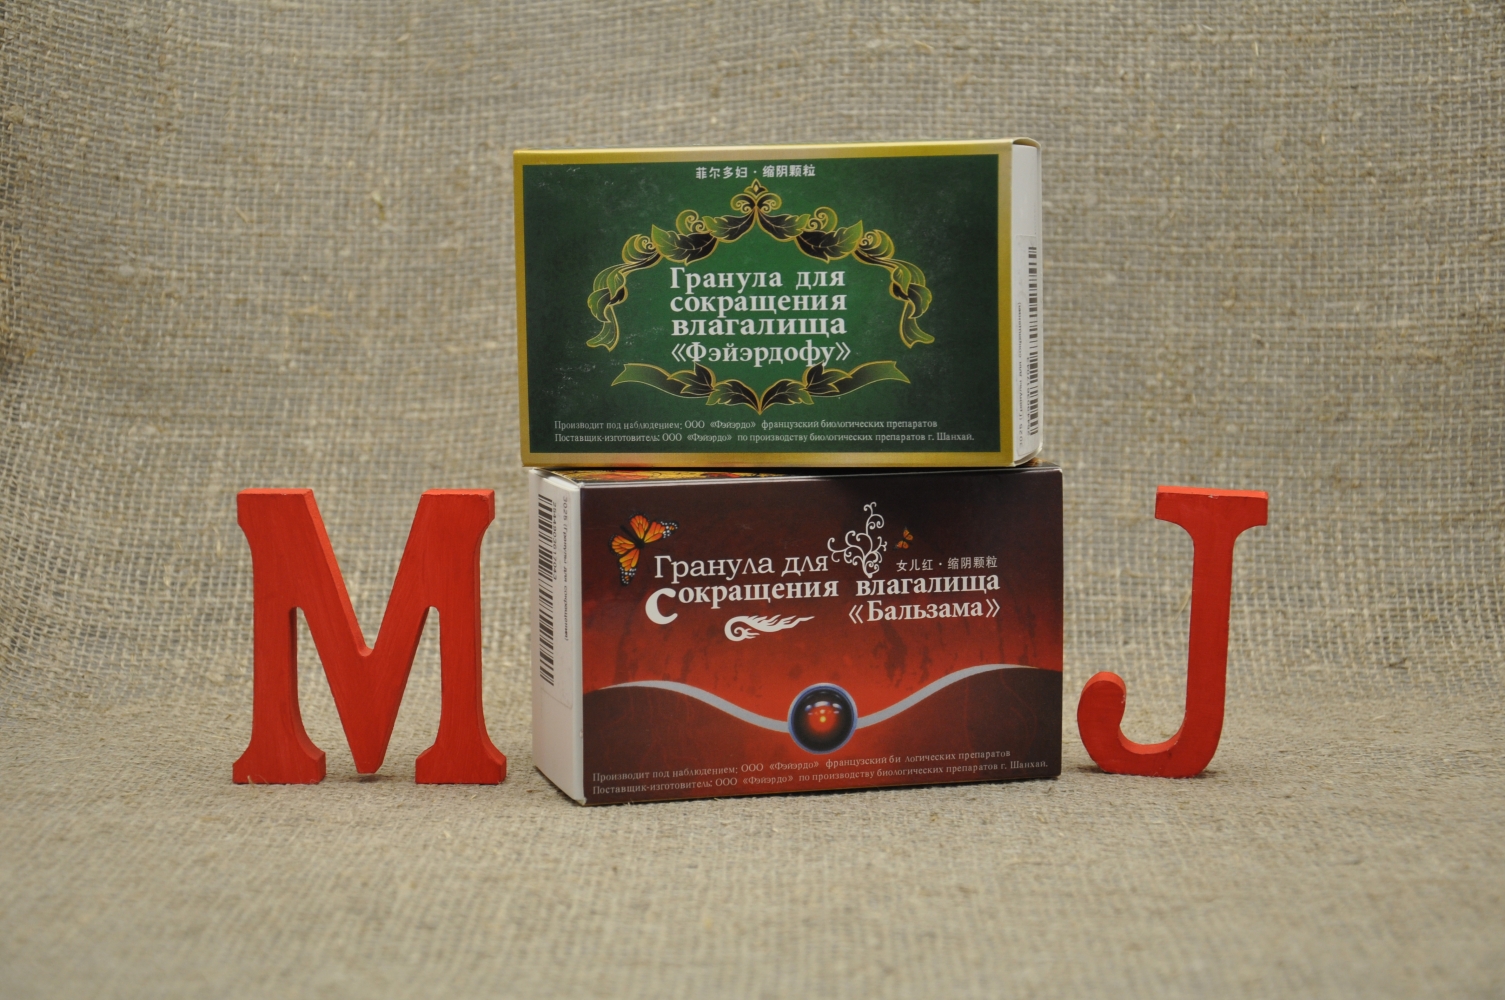 菲尔多妇·缩阴颗粒
Гранула для
сокращения
влагалища
《Фэйэрдофу》
Производит под наблюдением: ООО «Фэйэрдо» французский биологических препаратов
Поставщик-изготовитель: ООО «Фэйэрдо» по производству биологических препаратов г. Шанхай.
Гранула для
女儿红·缩阴颗粒
Сокращения влагалища
《Бальзама》
Производит под наблюдением: ООО «Фэйэрдо» французский би логических препаратов
Поставщик-изготовитель: ООО «Фэйэрдо» по производству биологических препаратов г. Шанхай.
M
J